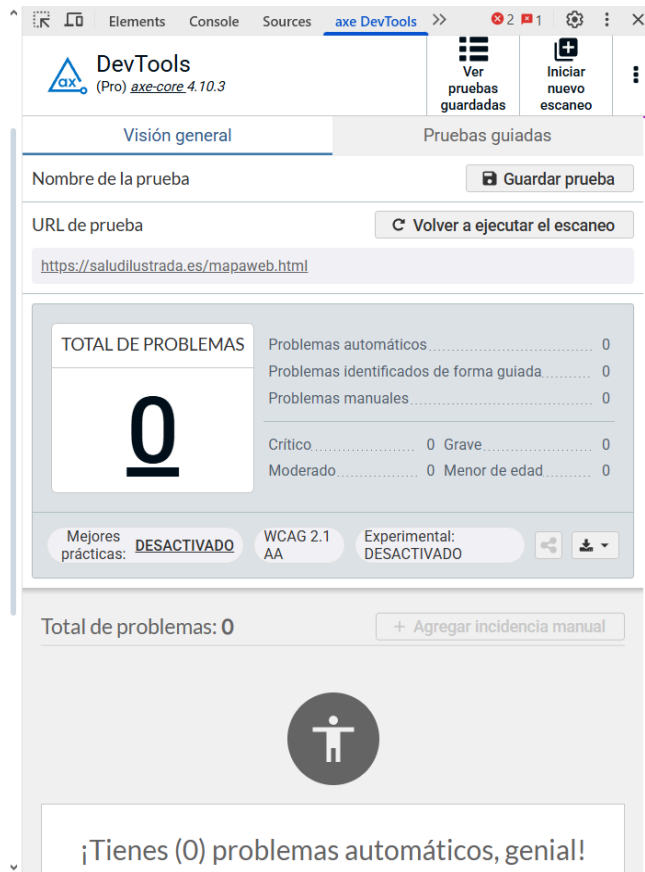 Elements Console Sources axe DevTools 2 1
ax DevTools
(Pro) axe-core 4.10.3
Ver pruebas guardadas
Iniciar nuevo escaneo
Visión general Pruebas guiadas
Nombre de la prueba Guardar prueba
URL de prueba Volver a ejecutar el escaneo
https://saludilustrada.es/mapaweb.html
TOTAL DE PROBLEMAS
0
Problemas automáticos 0
Problemas identificados de forma guiada 0
Problemas manuales 0
Crítico 0 Grave 0
Moderado 0 Menor de edad 0
Mejores prácticas: DESACTIVADO
WCAG 2.1 AA
Experimental: DESACTIVADO
Total de problemas: 0 + Agregar incidencia manual
¡Tienes (0) problemas automáticos, genial!